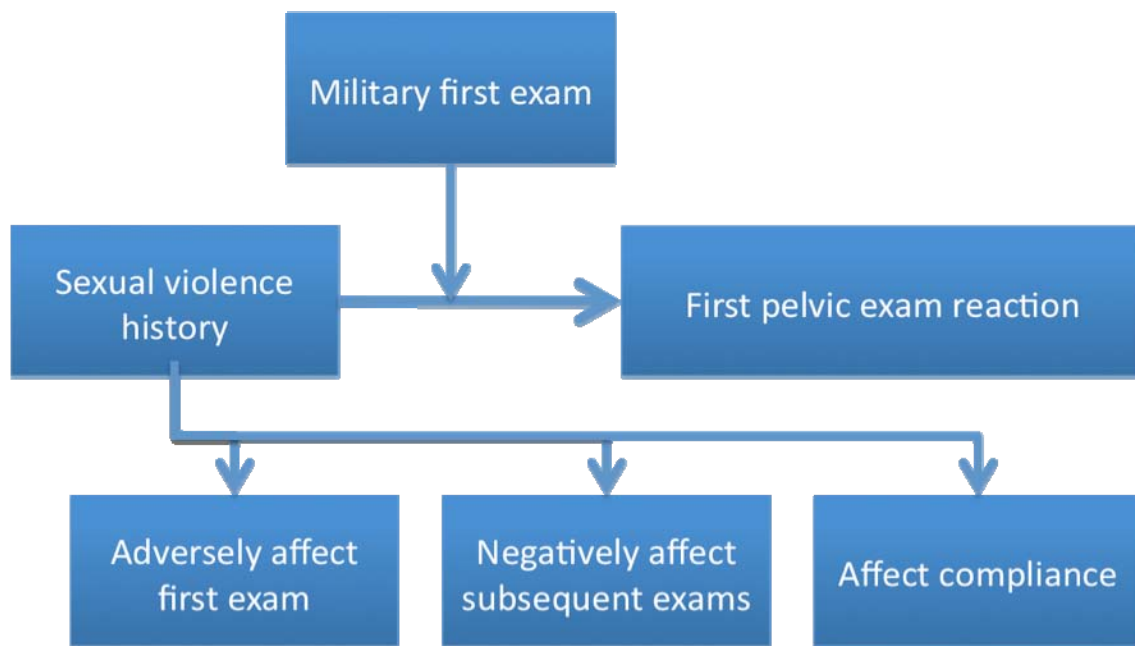 Military first exam
Sexual violence
history
First pelvic exam reaction
Adversely affect
first exam
Negatively affect
subsequent exams
Affect compliance